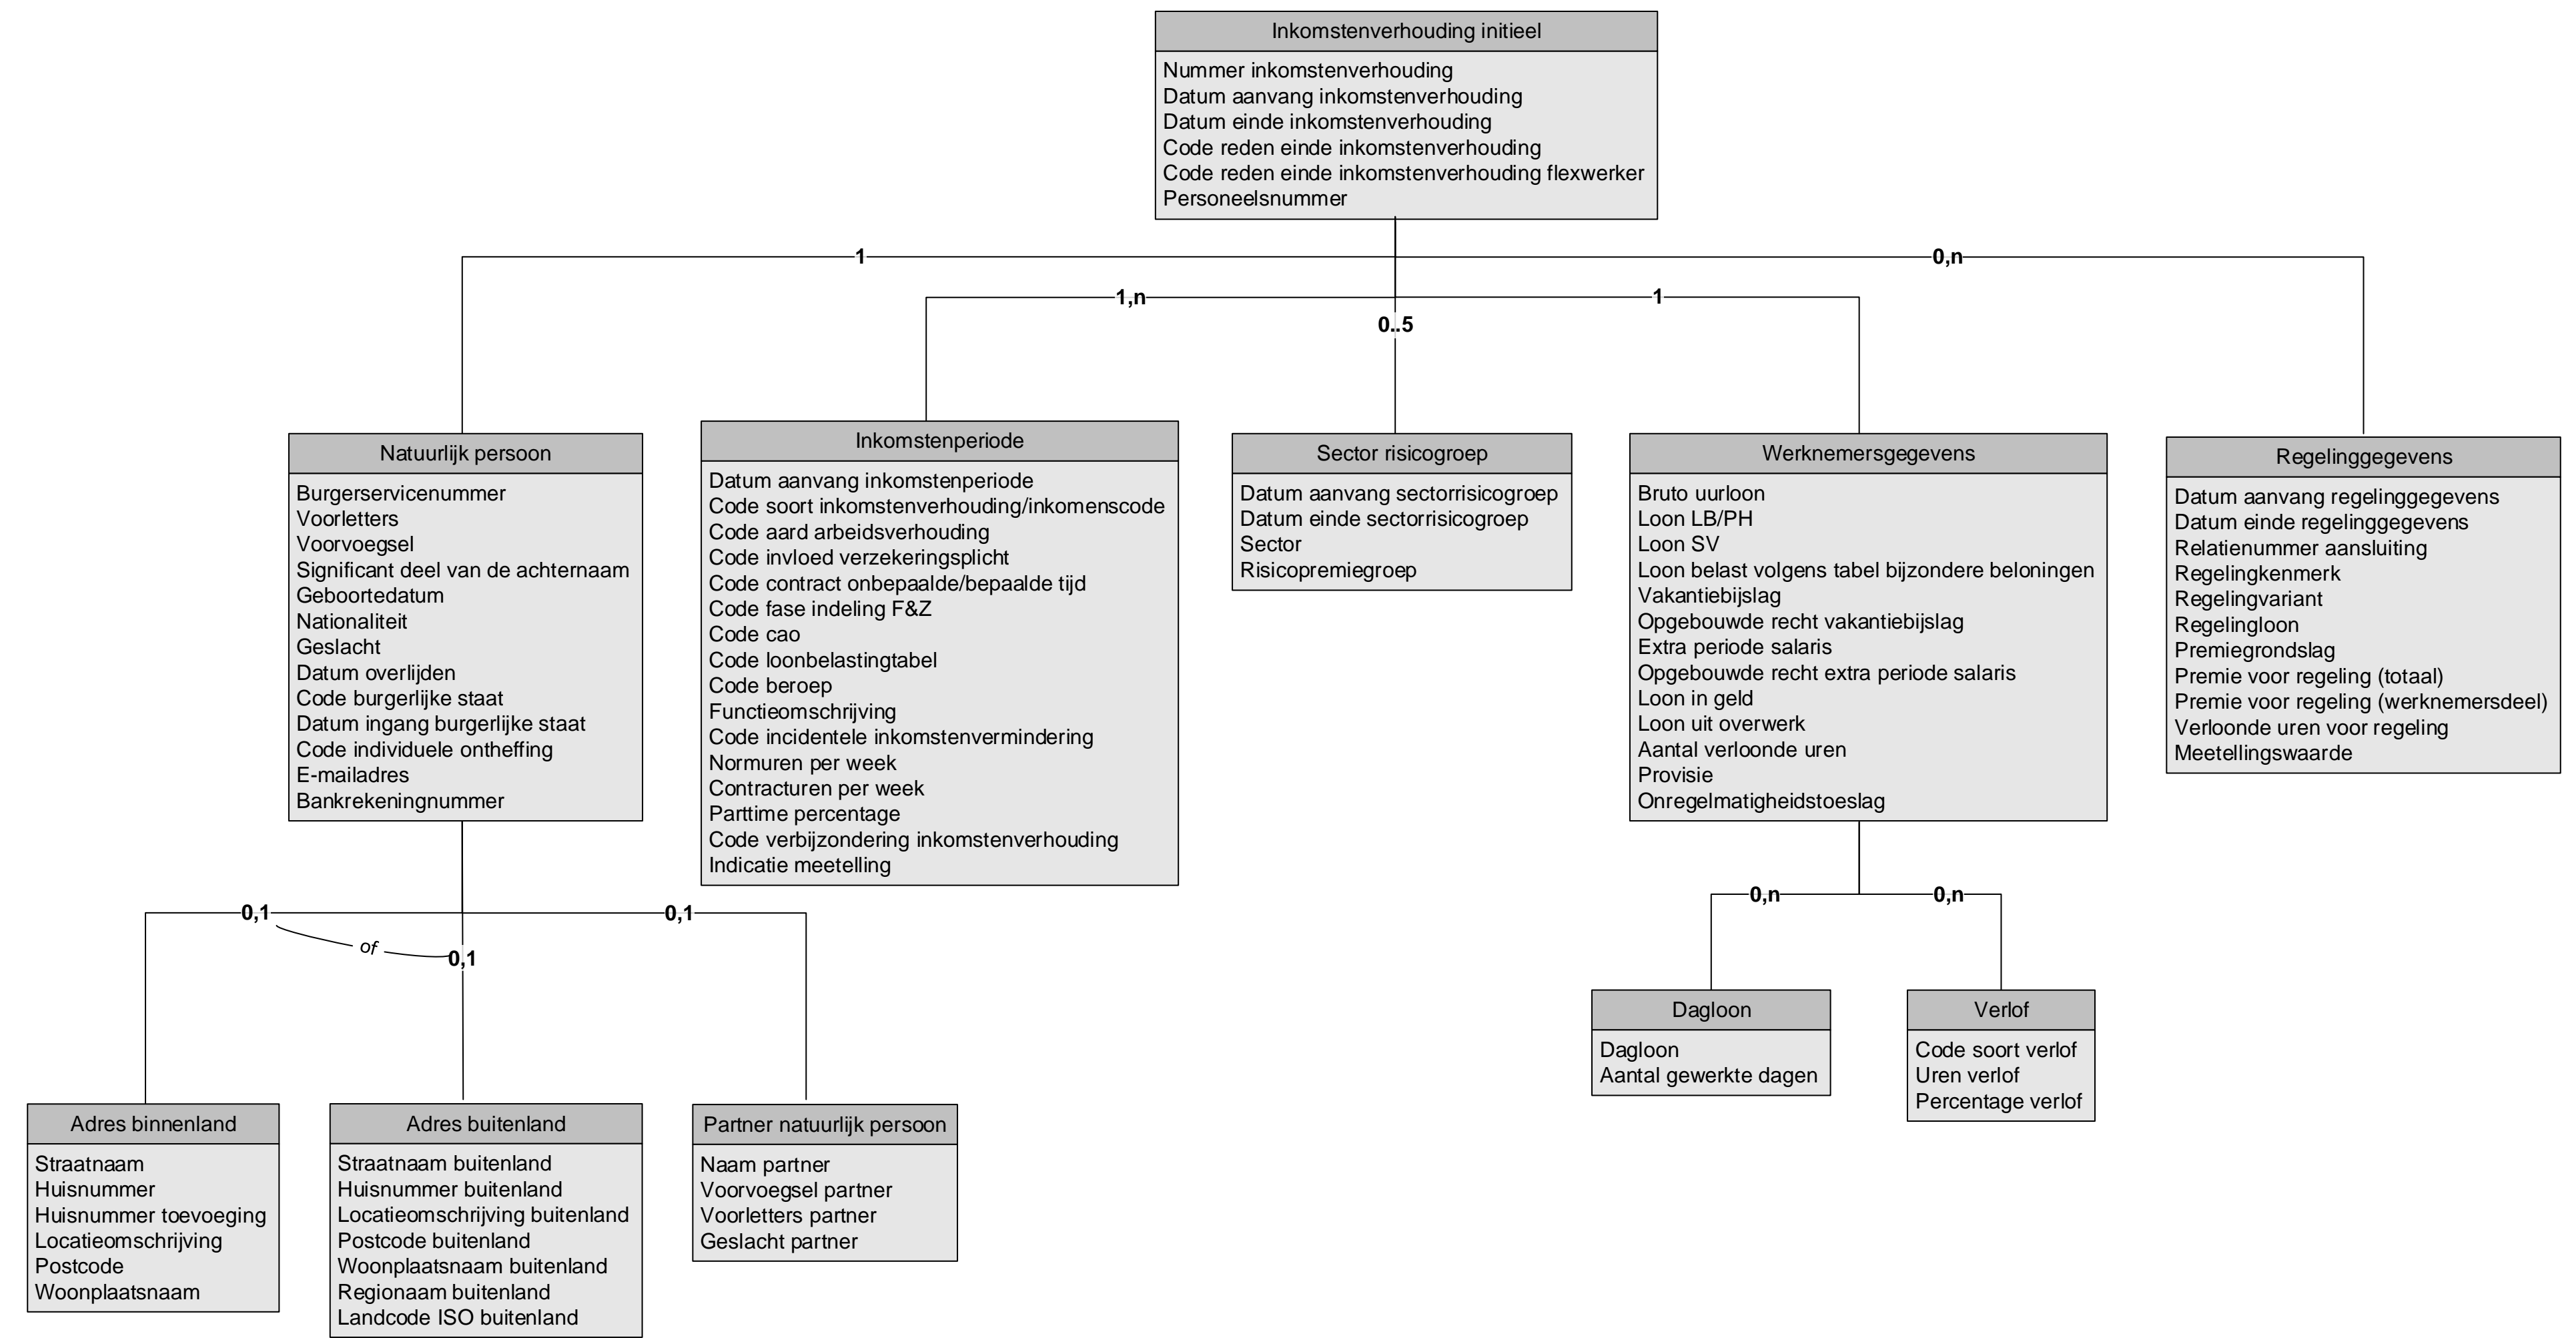 Inkomstenverhouding initieel
Nummer inkomstenverhouding
Datum aanvang inkomstenverhouding
Datum einde inkomstenverhouding
Code reden einde inkomstenverhouding
Code reden einde inkomstenverhouding flexwerker
Personeelsnummer
1
0,n
1,n
1
0..5
Natuurlijk persoon
Burgerservicenummer
Voorletters
Voorvoegsel
Significant deel van de achternaam
Geboortedatum
Nationaliteit
Geslacht
Datum overlijden
Code burgerlijke staat
Datum ingang burgerlijke staat
Code individuele ontheffing
E-mailadres
Bankrekeningnummer
Inkomstenperiode
Datum aanvang inkomstenperiode
Code soort inkomstenverhouding/inkomenscode
Code aard arbeidsverhouding
Code invloed verzekeringsplicht
Code contract onbepaalde/bepaalde tijd
Code fase indeling F&Z
Code cao
Code loonbelastingtabel
Code beroep
Functieomschrijving
Code incidentele inkomstenvermindering
Normuren per week
Contracturen per week
Parttime percentage
Code verbijzondering inkomstenverhouding
Indicatie meetelling
Sector risicogroep
Datum aanvang sectorrisicogroep
Datum einde sectorrisicogroep
Sector
Risicopremiegroep
Werknemersgegevens
Bruto uurloon
Loon LB/PH
Loon SV
Loon belast volgens tabel bijzondere beloningen
Vakantiebijslag
Opgebouwde recht vakantiebijslag
Extra periode salaris
Opgebouwde recht extra periode salaris
Loon in geld
Loon uit overwerk
Aantal verloonde uren
Provisie
Onregelmatigheidstoeslag
Regelinggegevens
Datum aanvang regelinggegevens
Datum einde regelinggegevens
Relatienummer aansluiting
Regelingkenmerk
Regelingvariant
Regelingloon
Premiegrondslag
Premie voor regeling (totaal)
Premie voor regeling (werknemersdeel)
Verloonde uren voor regeling
Meetellingswaarde
0,1
0,1
of
0,1
0,n
0,n
Adres binnenland
Straatnaam
Huisnummer
Huisnummer toevoeging
Locatieomschrijving
Postcode
Woonplaatsnaam
Adres buitenland
Straatnaam buitenland
Huisnummer buitenland
Locatieomschrijving buitenland
Postcode buitenland
Woonplaatsnaam buitenland
Regionaam buitenland
Landcode ISO buitenland
Partner natuurlijk persoon
Naam partner
Voorvoegsel partner
Voorletters partner
Geslacht partner
Dagloon
Dagloon
Aantal gewerkte dagen
Verlof
Code soort verlof
Uren verlof
Percentage verlof